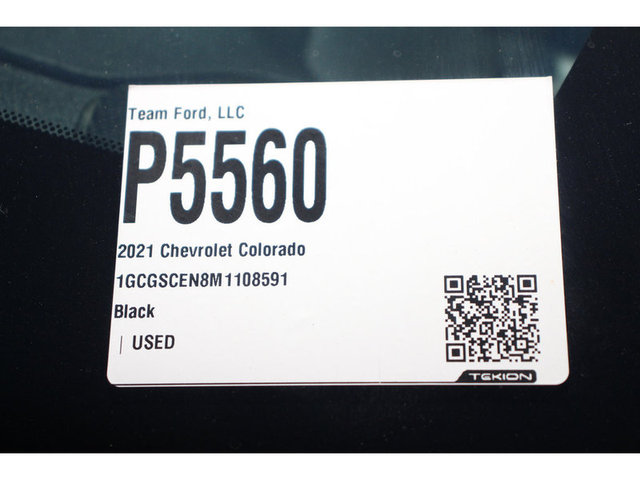 Team Ford, LLC
P5560
2021 Chevrolet Colorado
1GCGSCEN8M1108591
Black
| USED
TEKION